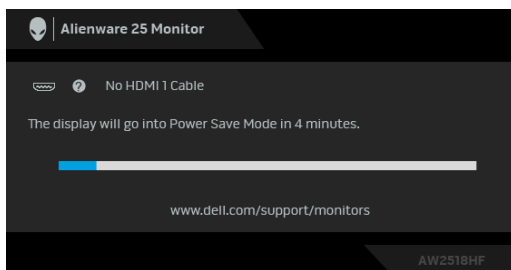 Alienware 25 Monitor
? No HDMI 1 Cable
The display will go into Power Save Mode in 4 minutes.
www.dell.com/support/monitors
AW2518HF